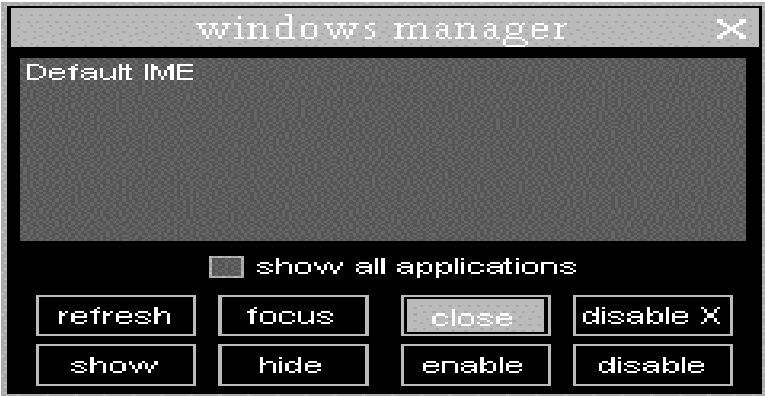 windows manager X
Default IME
show all applications
refresh focus close disable X
show hide enable disable